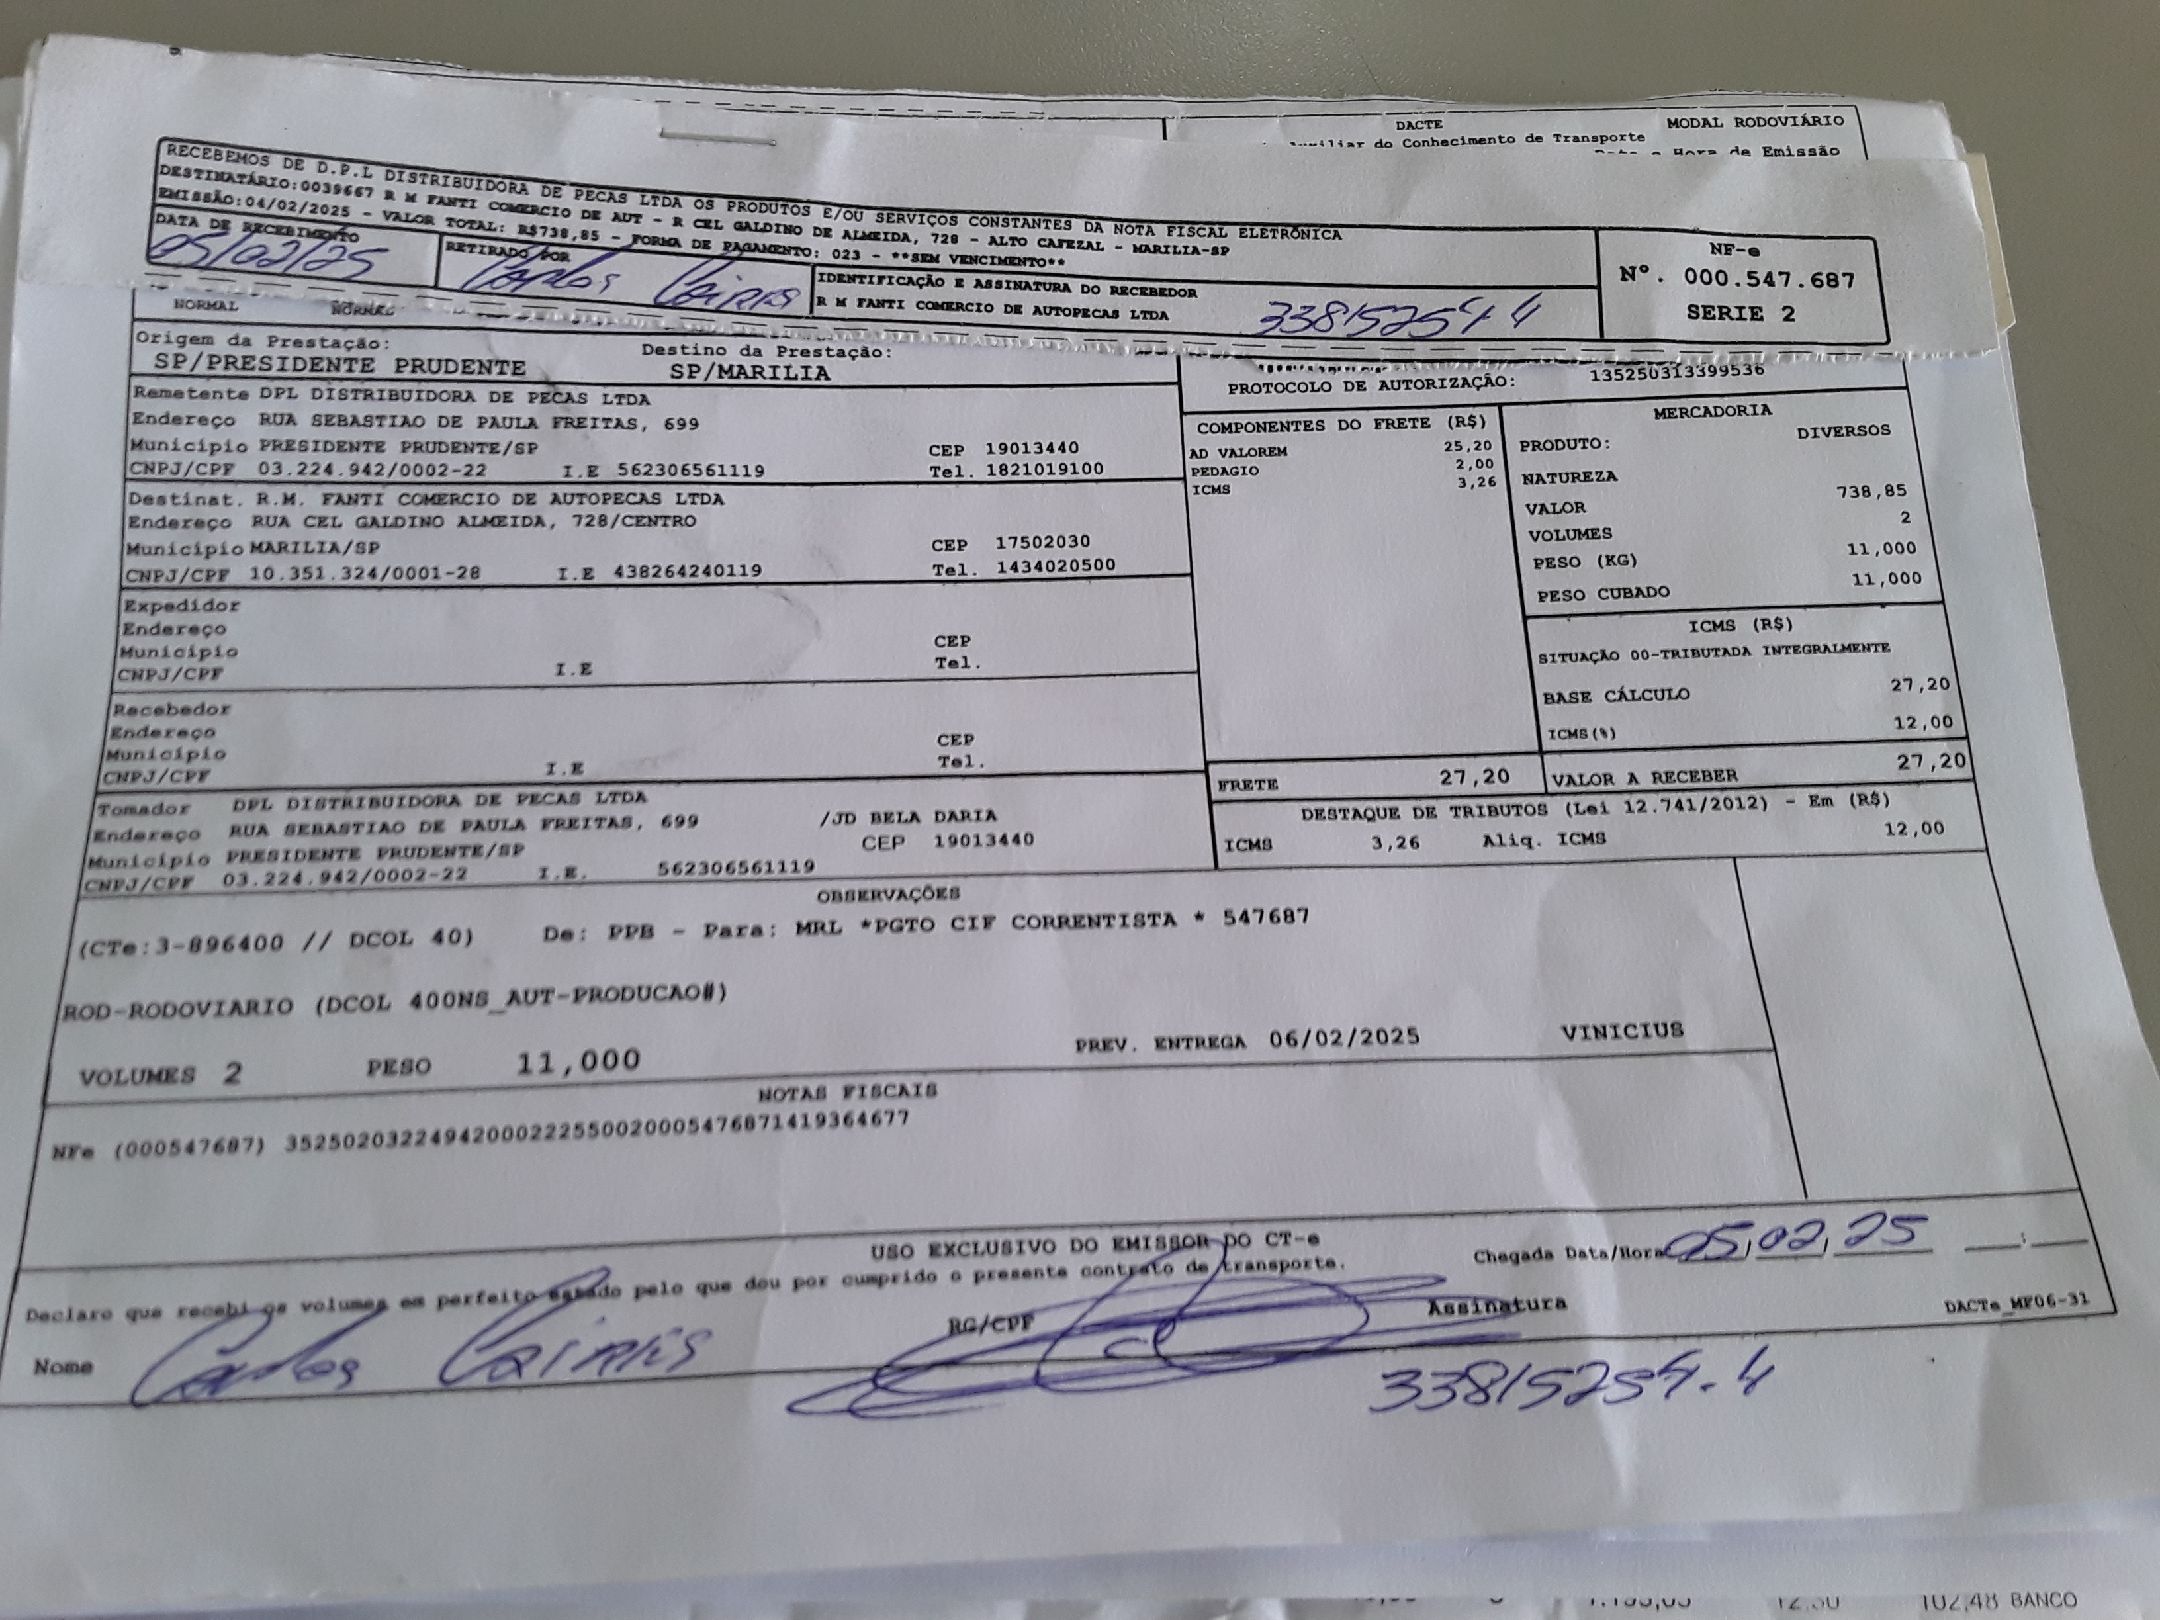 DACTE MODAL RODOVIÁRIO
Auxiliar do Conhecimento de Transporte
Data e Hora de Emissão
RECEBEMOS DE D.P.L DISTRIBUIDORA DE PECAS LTDA OS PRODUTOS E/OU SERVIÇOS CONSTANTES DA NOTA FISCAL ELETRÔNICA
DESTINATÁRIO:0039667 R M FANTI COMERCIO DE AUT - R CEL GALDINO DE ALMEIDA, 728 - ALTO CAFEZAL - MARILIA-SP
EMISSÃO:04/02/2025 - VALOR TOTAL: R$738,85 - FORMA DE PAGAMENTO: 023 - **SEM VENCIMENTO**
DATA DE RECEBIMENTO
05/02/25
RETIRADO POR
Carlos
IDENTIFICAÇÃO E ASSINATURA DO RECEBEDOR
R M FANTI COMERCIO DE AUTOPECAS LTDA
33815254-4
NF-e
Nº. 000.547.687
SERIE 2
NORMAL NORMAL
Origem da Prestação: Destino da Prestação:
SP/PRESIDENTE PRUDENTE SP/MARILIA
PROTOCOLO DE AUTORIZAÇÃO: 135250313399536
Remetente DPL DISTRIBUIDORA DE PECAS LTDA
Endereço RUA SEBASTIAO DE PAULA FREITAS, 699
Município PRESIDENTE PRUDENTE/SP CEP 19013440
CNPJ/CPF 03.224.942/0002-22 I.E 562306561119 Tel. 1821019100
Destinat. R.M. FANTI COMERCIO DE AUTOPECAS LTDA
Endereço RUA CEL GALDINO ALMEIDA, 728/CENTRO
Município MARILIA/SP CEP 17502030
CNPJ/CPF 10.351.324/0001-28 I.E 438264240119 Tel. 1434020500
Expedidor
Endereço
Município CEP
CNPJ/CPF I.E Tel.
Recebedor
Endereço
Município CEP
CNPJ/CPF I.E Tel.
Tomador DPL DISTRIBUIDORA DE PECAS LTDA
Endereço RUA SEBASTIAO DE PAULA FREITAS, 699 /JD BELA DARIA
Município PRESIDENTE PRUDENTE/SP CEP 19013440
CNPJ/CPF 03.224.942/0002-22 I.E. 562306561119
COMPONENTES DO FRETE (R$)
AD VALOREM 25,20
PEDAGIO 2,00
ICMS 3,26
MERCADORIA
PRODUTO: DIVERSOS
NATUREZA
VALOR 738,85
VOLUMES 2
PESO (KG) 11,000
PESO CUBADO 11,000
ICMS (R$)
SITUAÇÃO 00-TRIBUTADA INTEGRALMENTE
BASE CÁLCULO 27,20
ICMS(%) 12,00
FRETE 27,20 VALOR A RECEBER 27,20
DESTAQUE DE TRIBUTOS (Lei 12.741/2012) - Em (R$)
ICMS 3,26 Aliq. ICMS 12,00
OBSERVAÇÕES
(CTe:3-896400 // DCOL 40) De: PPB - Para: MRL *PGTO CIF CORRENTISTA * 547687
ROD-RODOVIARIO (DCOL 400NS_AUT-PRODUCAO#)
VOLUMES 2 PESO 11,000 PREV. ENTREGA 06/02/2025 VINICIUS
NOTAS FISCAIS
NFe (000547687) 35250203224942000222550020005476871419364677
USO EXCLUSIVO DO EMISSOR DO CT-e
Declaro que recebi os volumes em perfeito estado pelo que dou por cumprido o presente contrato de transporte.
Chegada Data/Hora 05,02,25
Nome Carlos RG/CPF Assinatura
33815254-4
DACTe_MF06-31
102,48 BANCO